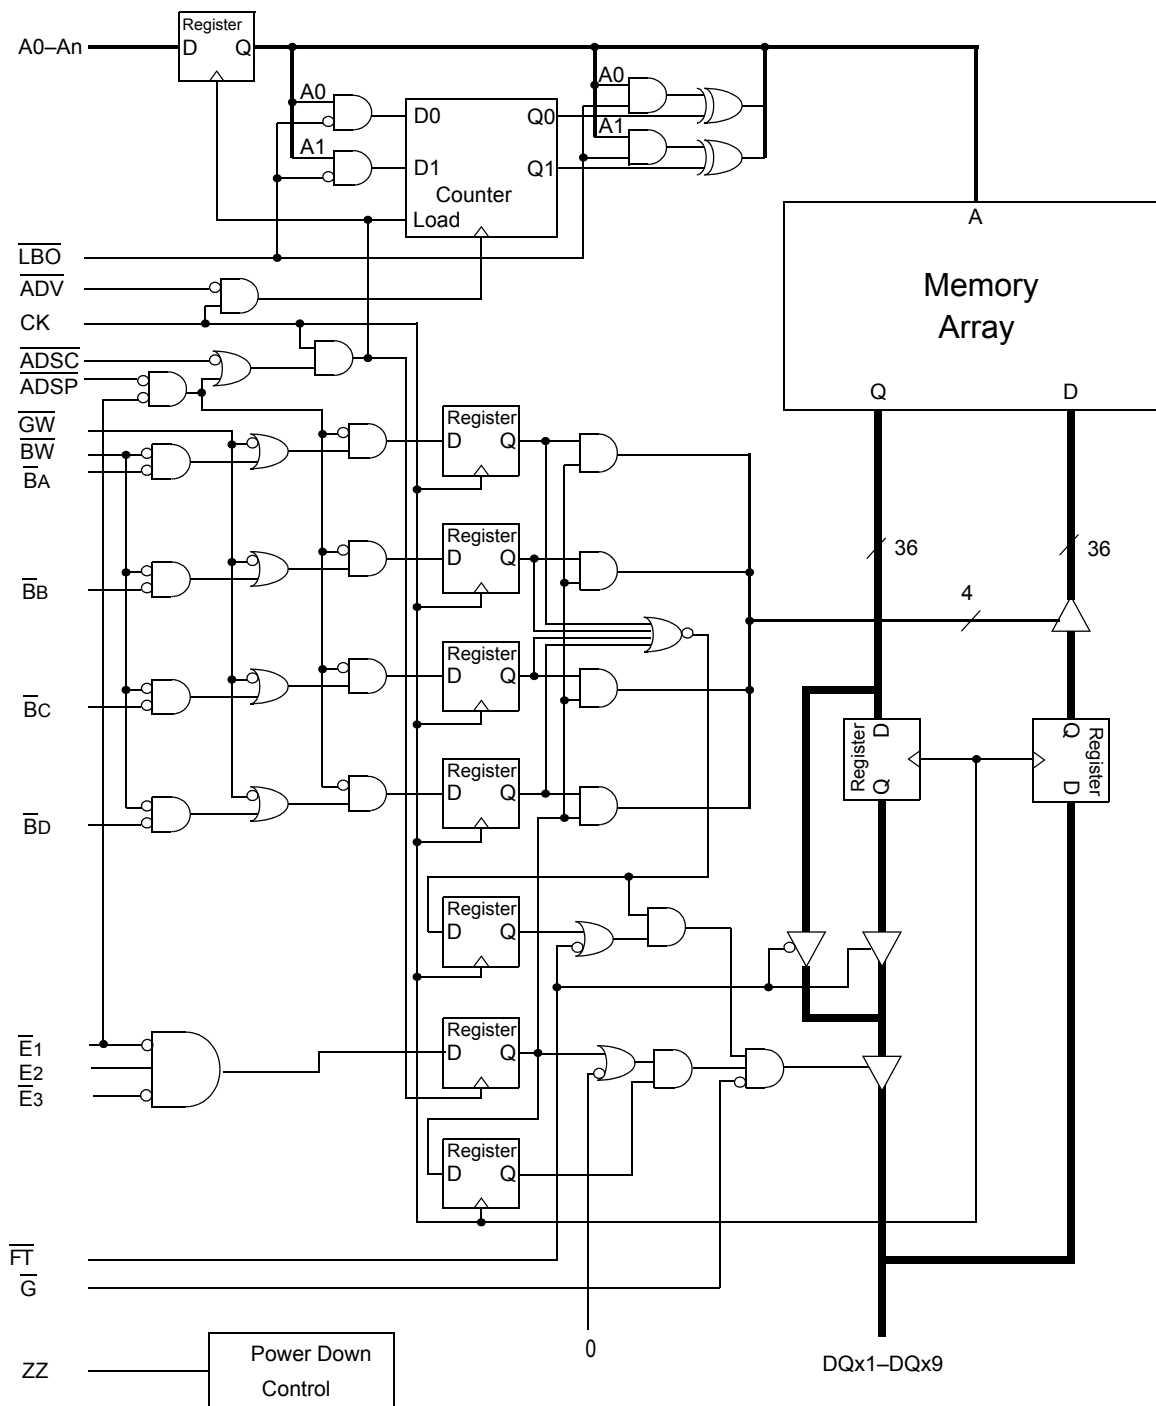 Register
A0–An
D Q
A0
A0
D0 Q0
A1
A1
D1 Q1
Counter
Load
A
LBO
ADV
Memory
Array
CK
ADSC
ADSP
Q D
GW
BW
BA
Register
D Q
Register
D Q
36 36
BB
4
Register
D Q
BC
D
Register
Q
Q
Register
D
Register
D Q
BD
Register
D Q
Register
D Q
E1
E2
E3
Register
D Q
FT
G
0
DQx1–DQx9
ZZ
Power Down
Control